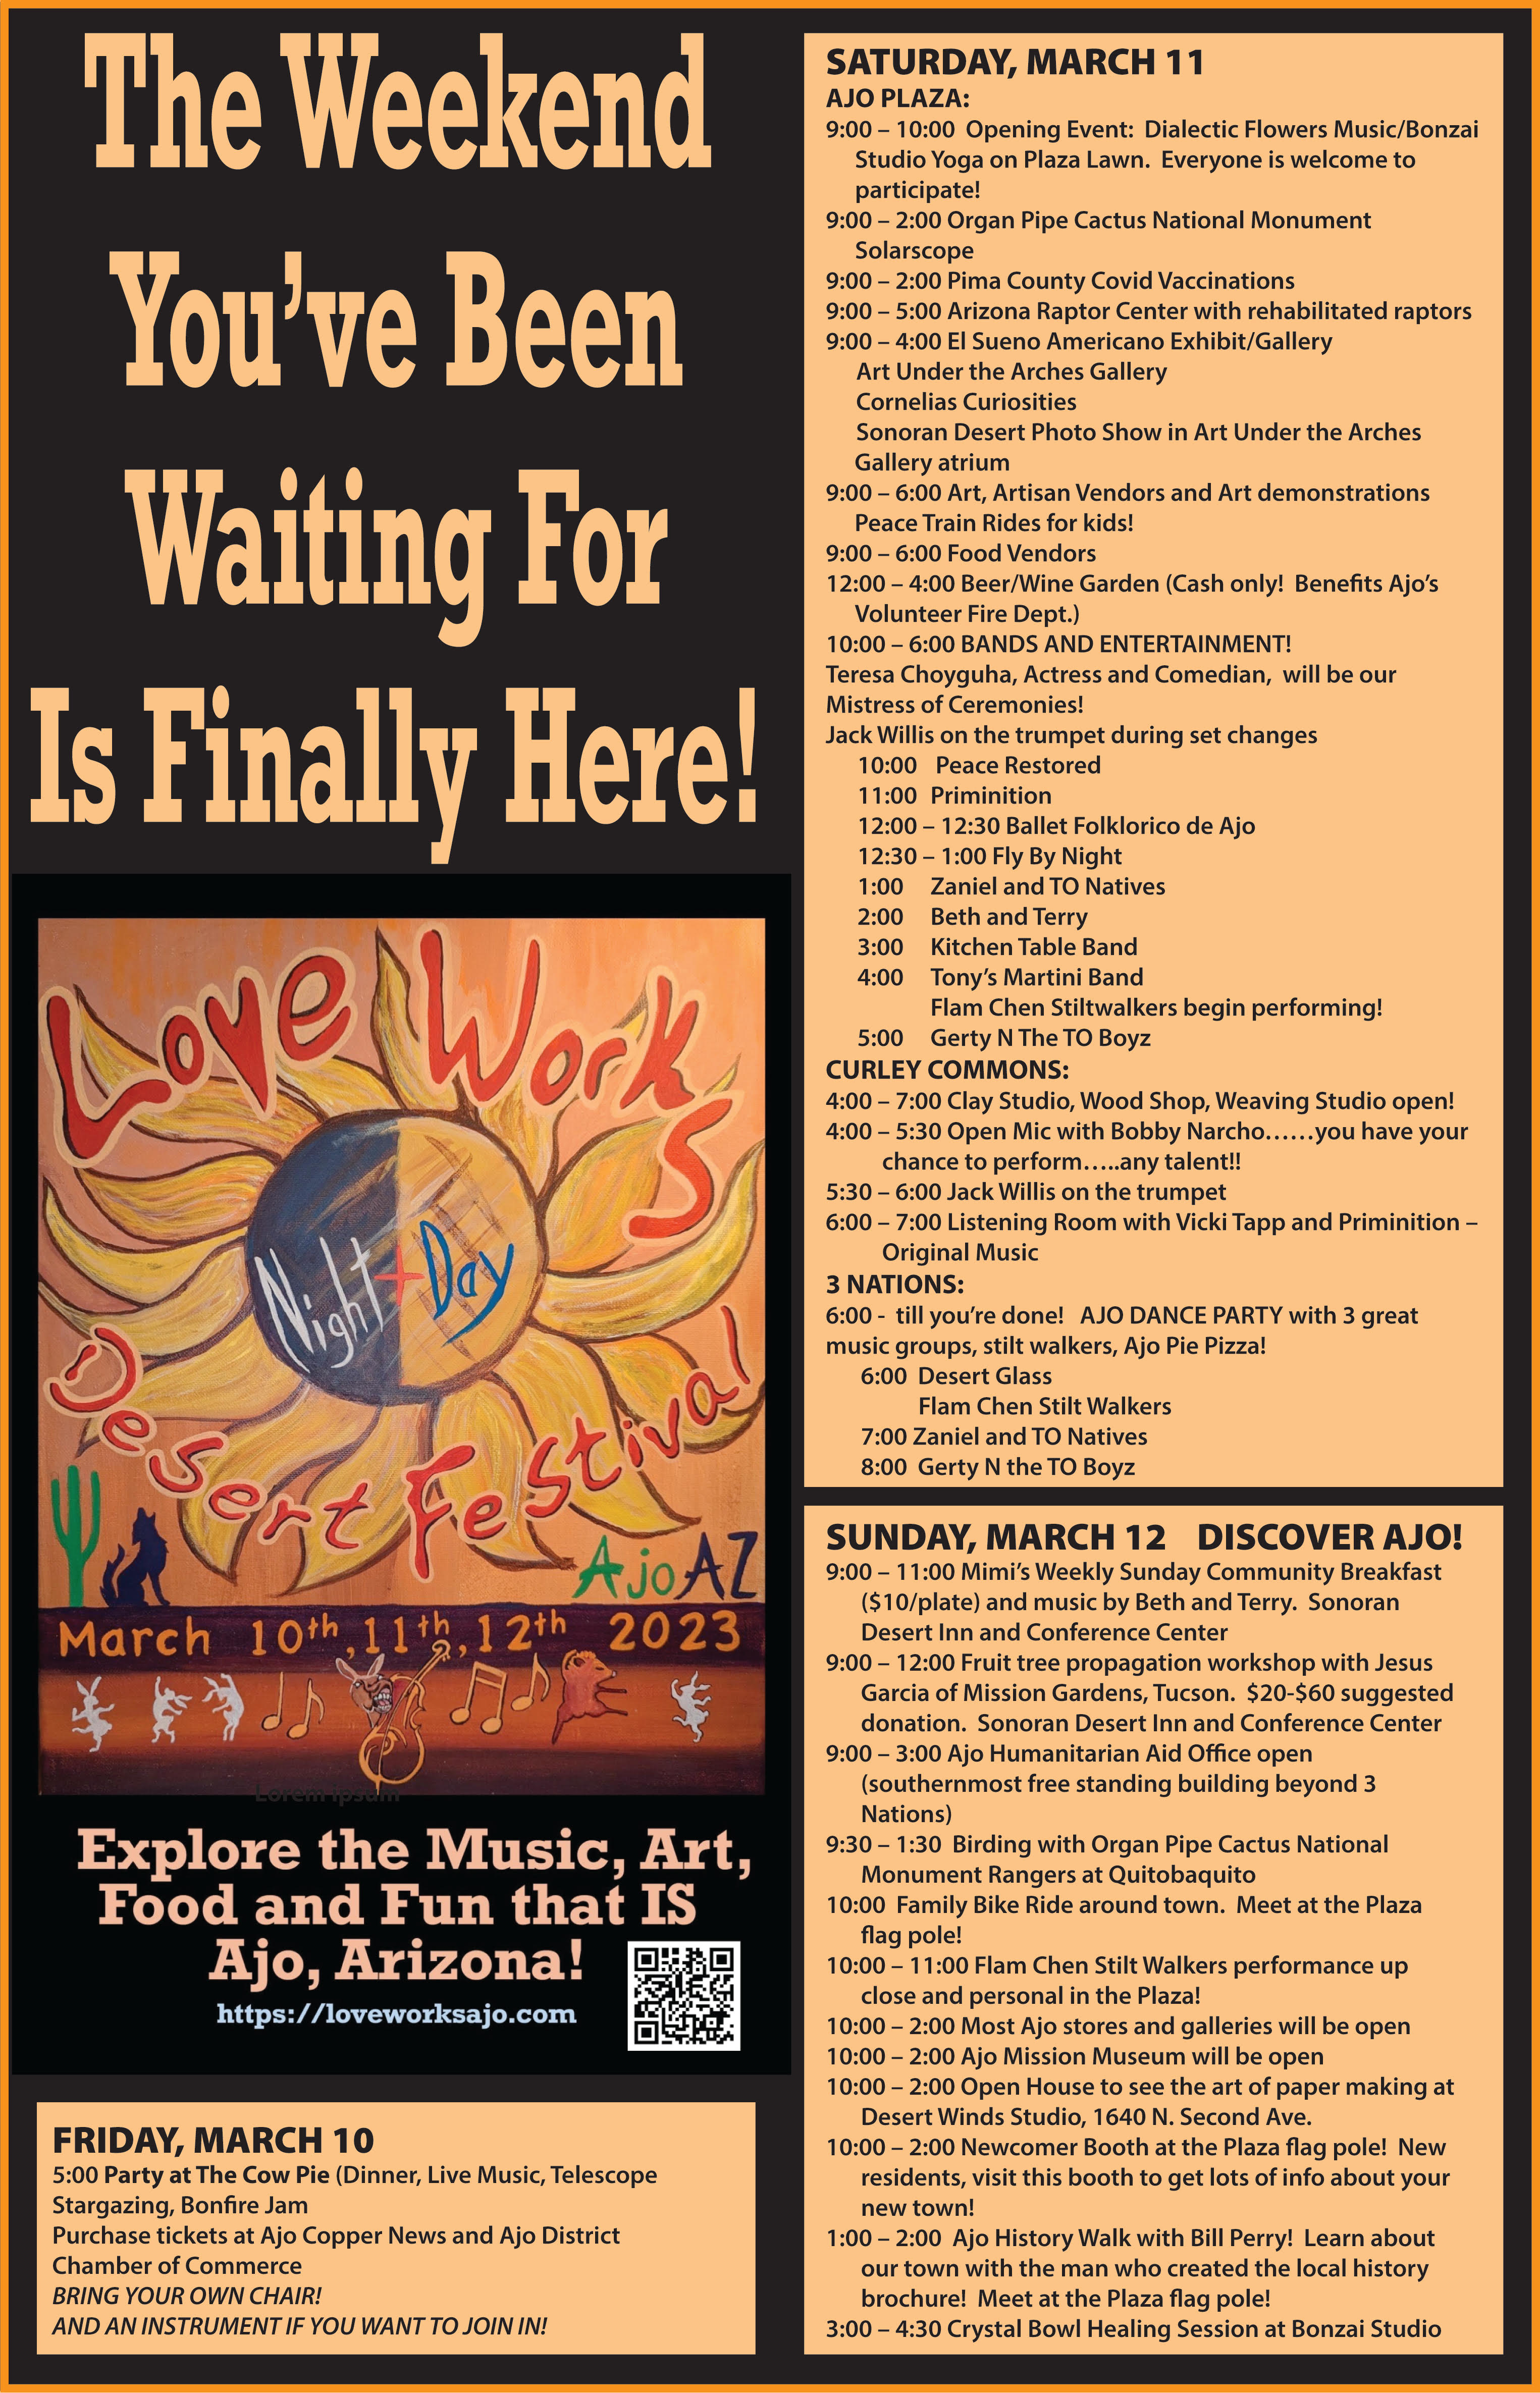 The Weekend
You’ve Been
Waiting For
Is Finally Here!
Love Works
Night + Day
Desert Festival
Ajo AZ
March 10th, 11th, 12th 2023
Lorem ipsum
Explore the Music, Art,
Food and Fun that IS
Ajo, Arizona!
https://loveworksajo.com
FRIDAY, MARCH 10
5:00 Party at The Cow Pie (Dinner, Live Music, Telescope
Stargazing, Bonfire Jam
Purchase tickets at Ajo Copper News and Ajo District
Chamber of Commerce
BRING YOUR OWN CHAIR!
AND AN INSTRUMENT IF YOU WANT TO JOIN IN!
SATURDAY, MARCH 11
AJO PLAZA:
9:00 – 10:00 Opening Event: Dialectic Flowers Music/Bonzai
Studio Yoga on Plaza Lawn. Everyone is welcome to
participate!
9:00 – 2:00 Organ Pipe Cactus National Monument
Solarscope
9:00 – 2:00 Pima County Covid Vaccinations
9:00 – 5:00 Arizona Raptor Center with rehabilitated raptors
9:00 – 4:00 El Sueno Americano Exhibit/Gallery
Art Under the Arches Gallery
Cornelias Curiosities
Sonoran Desert Photo Show in Art Under the Arches
Gallery atrium
9:00 – 6:00 Art, Artisan Vendors and Art demonstrations
Peace Train Rides for kids!
9:00 – 6:00 Food Vendors
12:00 – 4:00 Beer/Wine Garden (Cash only! Benefits Ajo’s
Volunteer Fire Dept.)
10:00 – 6:00 BANDS AND ENTERTAINMENT!
Teresa Choyguha, Actress and Comedian, will be our
Mistress of Ceremonies!
Jack Willis on the trumpet during set changes
10:00 Peace Restored
11:00 Priminition
12:00 – 12:30 Ballet Folklorico de Ajo
12:30 – 1:00 Fly By Night
1:00 Zaniel and TO Natives
2:00 Beth and Terry
3:00 Kitchen Table Band
4:00 Tony’s Martini Band
Flam Chen Stiltwalkers begin performing!
5:00 Gerty N The TO Boyz
CURLEY COMMONS:
4:00 – 7:00 Clay Studio, Wood Shop, Weaving Studio open!
4:00 – 5:30 Open Mic with Bobby Narcho……you have your
chance to perform…..any talent!!
5:30 – 6:00 Jack Willis on the trumpet
6:00 – 7:00 Listening Room with Vicki Tapp and Priminition –
Original Music
3 NATIONS:
6:00 - till you’re done! AJO DANCE PARTY with 3 great
music groups, stilt walkers, Ajo Pie Pizza!
6:00 Desert Glass
Flam Chen Stilt Walkers
7:00 Zaniel and TO Natives
8:00 Gerty N the TO Boyz
SUNDAY, MARCH 12 DISCOVER AJO!
9:00 – 11:00 Mimi’s Weekly Sunday Community Breakfast
($10/plate) and music by Beth and Terry. Sonoran
Desert Inn and Conference Center
9:00 – 12:00 Fruit tree propagation workshop with Jesus
Garcia of Mission Gardens, Tucson. $20-$60 suggested
donation. Sonoran Desert Inn and Conference Center
9:00 – 3:00 Ajo Humanitarian Aid Office open
(southernmost free standing building beyond 3
Nations)
9:30 – 1:30 Birding with Organ Pipe Cactus National
Monument Rangers at Quitobaquito
10:00 Family Bike Ride around town. Meet at the Plaza
flag pole!
10:00 – 11:00 Flam Chen Stilt Walkers performance up
close and personal in the Plaza!
10:00 – 2:00 Most Ajo stores and galleries will be open
10:00 – 2:00 Ajo Mission Museum will be open
10:00 – 2:00 Open House to see the art of paper making at
Desert Winds Studio, 1640 N. Second Ave.
10:00 – 2:00 Newcomer Booth at the Plaza flag pole! New
residents, visit this booth to get lots of info about your
new town!
1:00 – 2:00 Ajo History Walk with Bill Perry! Learn about
our town with the man who created the local history
brochure! Meet at the Plaza flag pole!
3:00 – 4:30 Crystal Bowl Healing Session at Bonzai Studio